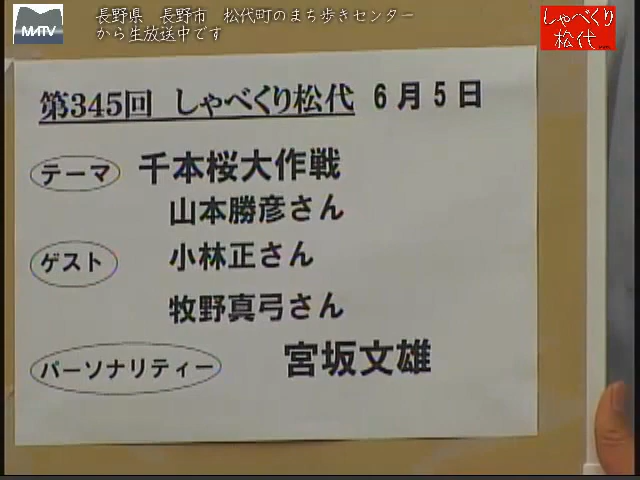 長野県 長野市 松代町のまち歩きセンター
から生放送中です
MATV
しゃべくり
松代
第345回 しゃべくり松代 6月5日
テーマ 千本桜大作戦
山本勝彦さん
ゲスト 小林正さん
牧野真弓さん
パーソナリティー 宮坂文雄